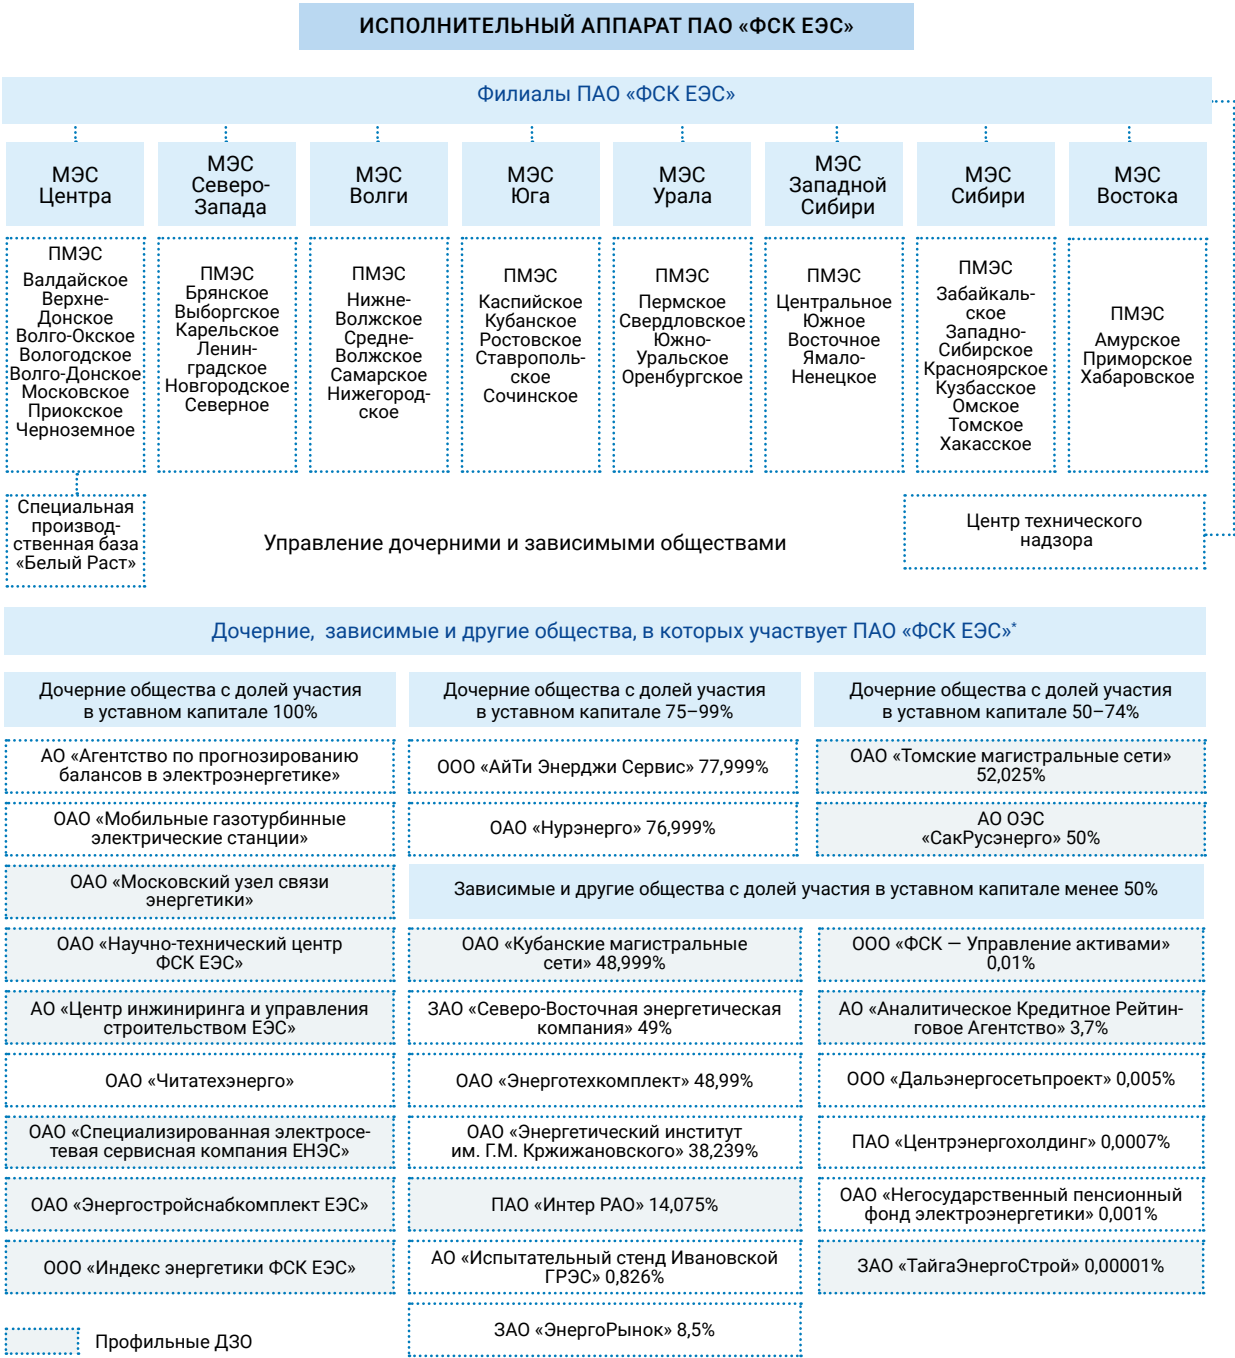 ИСПОЛНИТЕЛЬНЫЙ АППАРАТ ПАО «ФСК ЕЭС»
Филиалы ПАО «ФСК ЕЭС»
МЭС
Центра
МЭС
Северо-
Запада
МЭС
Волги
МЭС
Юга
МЭС
Урала
МЭС
Западной
Сибири
МЭС
Сибири
МЭС
Востока
ПМЭС
Валдайское
Верхне-
Донское
Волго-Окское
Вологодское
Волго-Донское
Московское
Приокское
Черноземное
ПМЭС
Брянское
Выборгское
Карельское
Ленин-
градское
Новгородское
Северное
ПМЭС
Нижне-
Волжское
Средне-
Волжское
Самарское
Нижегород-
ское
ПМЭС
Каспийское
Кубанское
Ростовское
Ставрополь-
ское
Сочинское
ПМЭС
Пермское
Свердловское
Южно-
Уральское
Оренбургское
ПМЭС
Центральное
Южное
Восточное
Ямало-
Ненецкое
ПМЭС
Забайкаль-
ское
Западно-
Сибирское
Красноярское
Кузбасское
Омское
Томское
Хакасское
ПМЭС
Амурское
Приморское
Хабаровское
Специальная
производ-
ственная база
«Белый Раст»
Управление дочерними и зависимыми обществами
Центр технического
надзора
Дочерние, зависимые и другие общества, в которых участвует ПАО «ФСК ЕЭС»*
Дочерние общества с долей участия
в уставном капитале 100%
АО «Агентство по прогнозированию
балансов в электроэнергетике»
ОАО «Мобильные газотурбинные
электрические станции»
ОАО «Московский узел связи
энергетики»
ОАО «Научно-технический центр
ФСК ЕЭС»
АО «Центр инжиниринга и управления
строительством ЕЭС»
ОАО «Читатехэнерго»
ОАО «Специализированная электросе-
тевая сервисная компания ЕНЭС»
ОАО «Энергостройснабкомплект ЕЭС»
ООО «Индекс энергетики ФСК ЕЭС»
Дочерние общества с долей участия
в уставном капитале 75–99%
ООО «АйТи Энерджи Сервис» 77,999%
ОАО «Нурэнерго» 76,999%
Дочерние общества с долей участия
в уставном капитале 50–74%
ОАО «Томские магистральные сети»
52,025%
АО ОЭС
«СакРусэнерго» 50%
Зависимые и другие общества с долей участия в уставном капитале менее 50%
ОАО «Кубанские магистральные
сети» 48,999%
ЗАО «Северо-Восточная энергетическая
компания» 49%
ОАО «Энерготехкомплект» 48,99%
ОАО «Энергетический институт
им. Г.М. Кржижановского» 38,239%
ПАО «Интер РАО» 14,075%
АО «Испытательный стенд Ивановской
ГРЭС» 0,826%
ЗАО «ЭнергоРынок» 8,5%
ООО «ФСК — Управление активами»
0,01%
АО «Аналитическое Кредитное Рейтин-
говое Агентство» 3,7%
ООО «Дальэнергосетьпроект» 0,005%
ПАО «Центрэнергохолдинг» 0,0007%
ОАО «Негосударственный пенсионный
фонд электроэнергетики» 0,001%
ЗАО «ТайгаЭнергоСтрой» 0,00001%
Профильные ДЗО